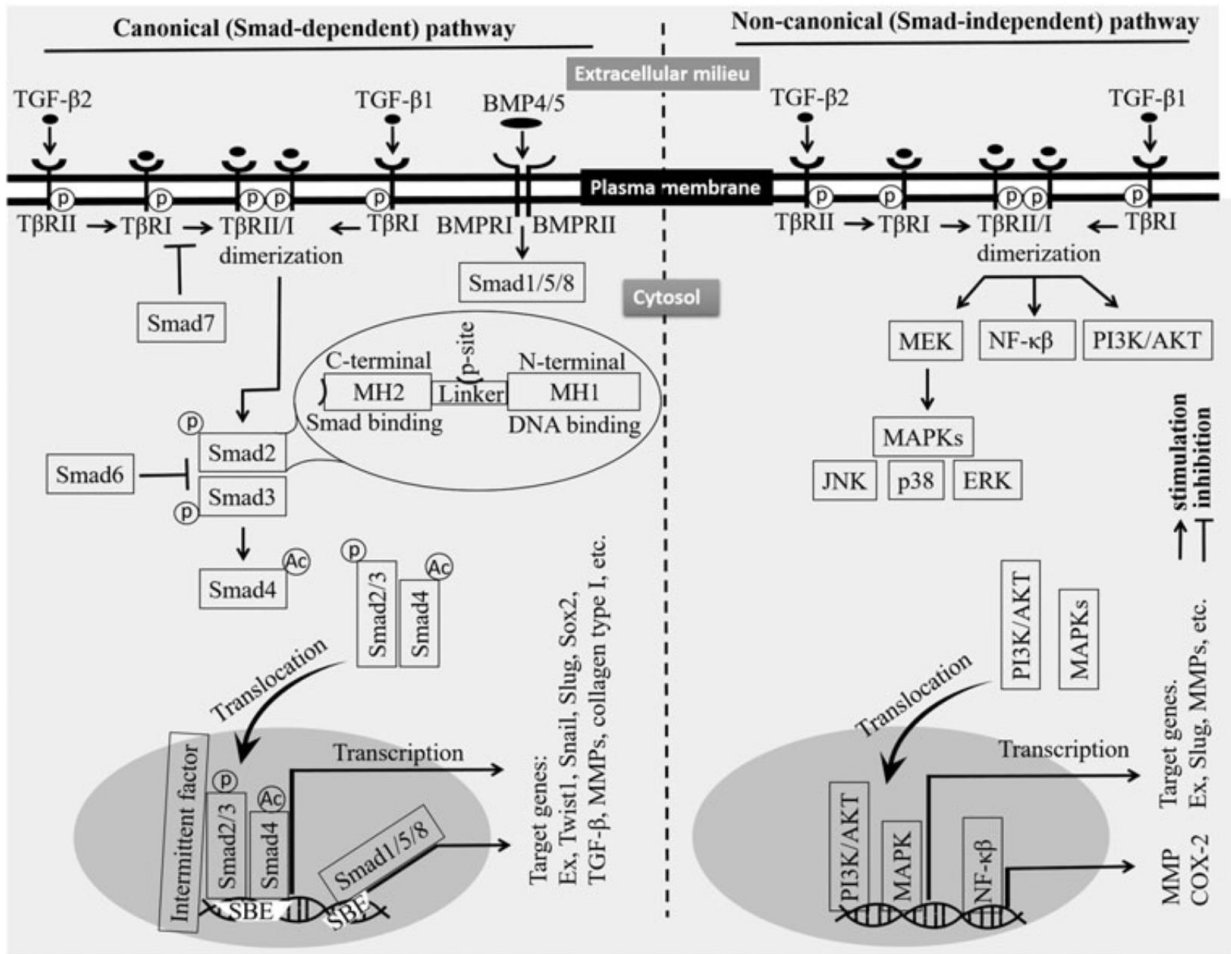 Canonical (Smad-dependent) pathway
Non-canonical (Smad-independent) pathway
Extracellular milieu
TGF-β2
TGF-β1
BMP4/5
TGF-β2
TGF-β1
Plasma membrane
p
p
p
p
p
p
p
p
p
p
TβRII
TβRI
TβRII/I
TβRI
BMPRI
BMPRII
TβRII
TβRI
TβRII/I
TβRI
dimerization
dimerization
Smad1/5/8
Cytosol
Smad7
MEK
NF-κβ
PI3K/AKT
C-terminal
p-site
N-terminal
MH2
Linker
MH1
Smad binding
DNA binding
p
Smad2
Smad6
Smad3
p
MAPKs
JNK
p38
ERK
stimulation
inhibition
Smad4
Ac
p
Ac
Smad2/3
Smad4
PI3K/AKT
MAPKs
Translocation
Translocation
Transcription
Transcription
Intermittent factor
p
Smad2/3
Ac
Smad4
Smad1/5/8
SBE
SBE
Target genes:
Ex, Twist1, Snail, Slug, Sox2,
TGF-β, MMPs, collagen type I, etc.
PI3K/AKT
MAPK
NF-κβ
Target genes.
Ex, Slug, MMPs, etc.
MMP
COX-2